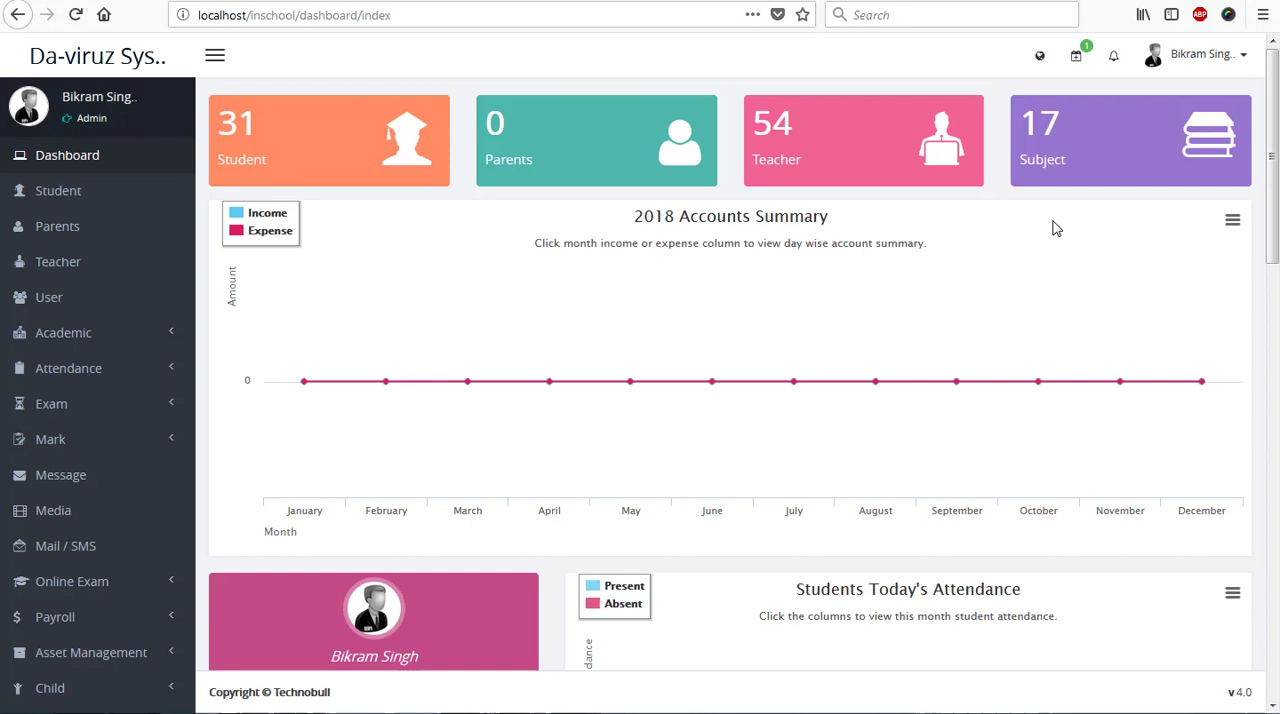 localhost/inschool/dashboard/index
Search
ABP
Da-viruz Sys..
1
Bikram Sing..
Bikram Sing..
Admin
Dashboard
Student
Parents
Teacher
User
Academic
Attendance
Exam
Mark
Message
Media
Mail / SMS
Online Exam
Payroll
Asset Management
Child
31
Student
0
Parents
54
Teacher
17
Subject
Income
Expense
2018 Accounts Summary
Click month income or expense column to view day wise account summary.
Amount
0
January February March April May June July August September October November December
Month
Bikram Singh
Present
Absent
Students Today's Attendance
Click the columns to view this month student attendance.
dance
Copyright © Technobull
v 4.0